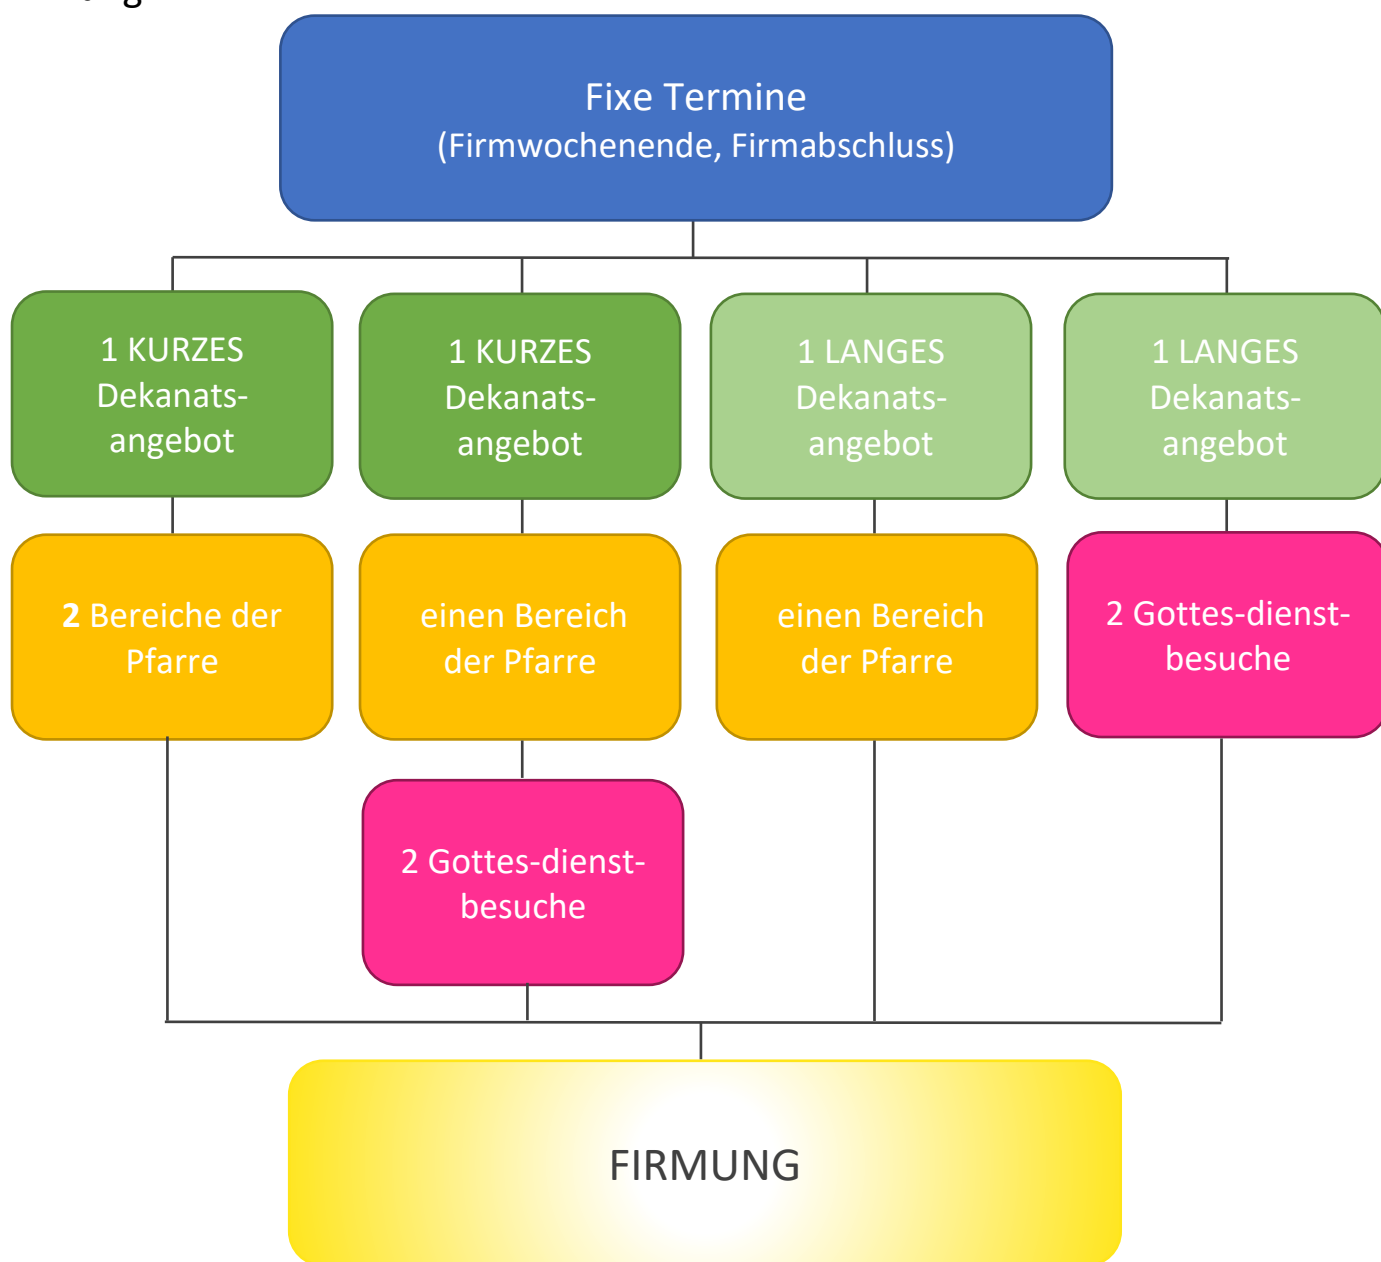 Fixe Termine
(Firmwochenende, Firmabschluss)
1 KURZES
Dekanats-
angebot
1 KURZES
Dekanats-
angebot
1 LANGES
Dekanats-
angebot
1 LANGES
Dekanats-
angebot
2 Bereiche der
Pfarre
einen Bereich
der Pfarre
einen Bereich
der Pfarre
2 Gottes-dienst-
besuche
2 Gottes-dienst-
besuche
FIRMUNG